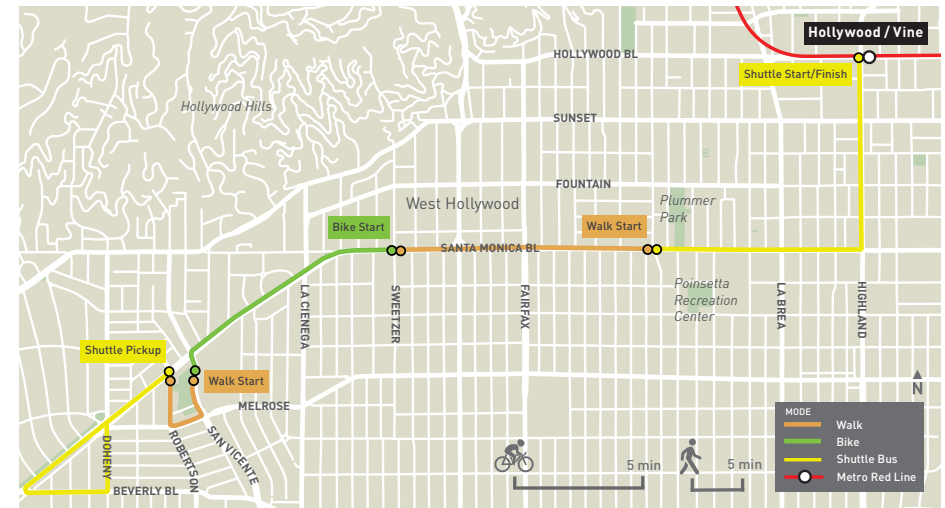 Hollywood / Vine
HOLLYWOOD BL
Shuttle Start/Finish
Hollywood Hills
SUNSET
FOUNTAIN
West Hollywood
Plummer
Park
Bike Start
Walk Start
SANTA MONICA BL
Poinsetta
Recreation
Center
LA CIENEGA
SWEETZER
FAIRFAX
LA BREA
HIGHLAND
Shuttle Pickup
Walk Start
MELROSE
N
DOHENY
ROBERTSON
SAN VICENTE
BEVERLY BL
5 min
5 min
MODE
Walk
Bike
Shuttle Bus
Metro Red Line